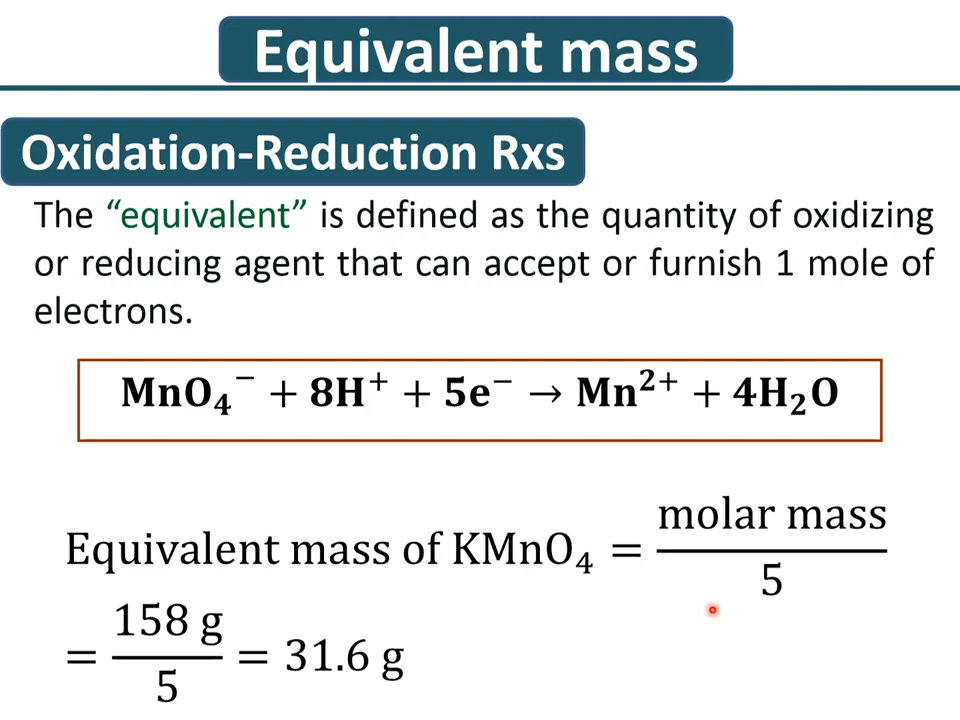 Equivalent mass
Oxidation-Reduction Rxs
The “equivalent” is defined as the quantity of oxidizing
or reducing agent that can accept or furnish 1 mole of
electrons.
MnO₄⁻ + 8H⁺ + 5e⁻ → Mn²⁺ + 4H₂O
Equivalent mass of KMnO₄ = molar mass / 5
= 158 g / 5 = 31.6 g